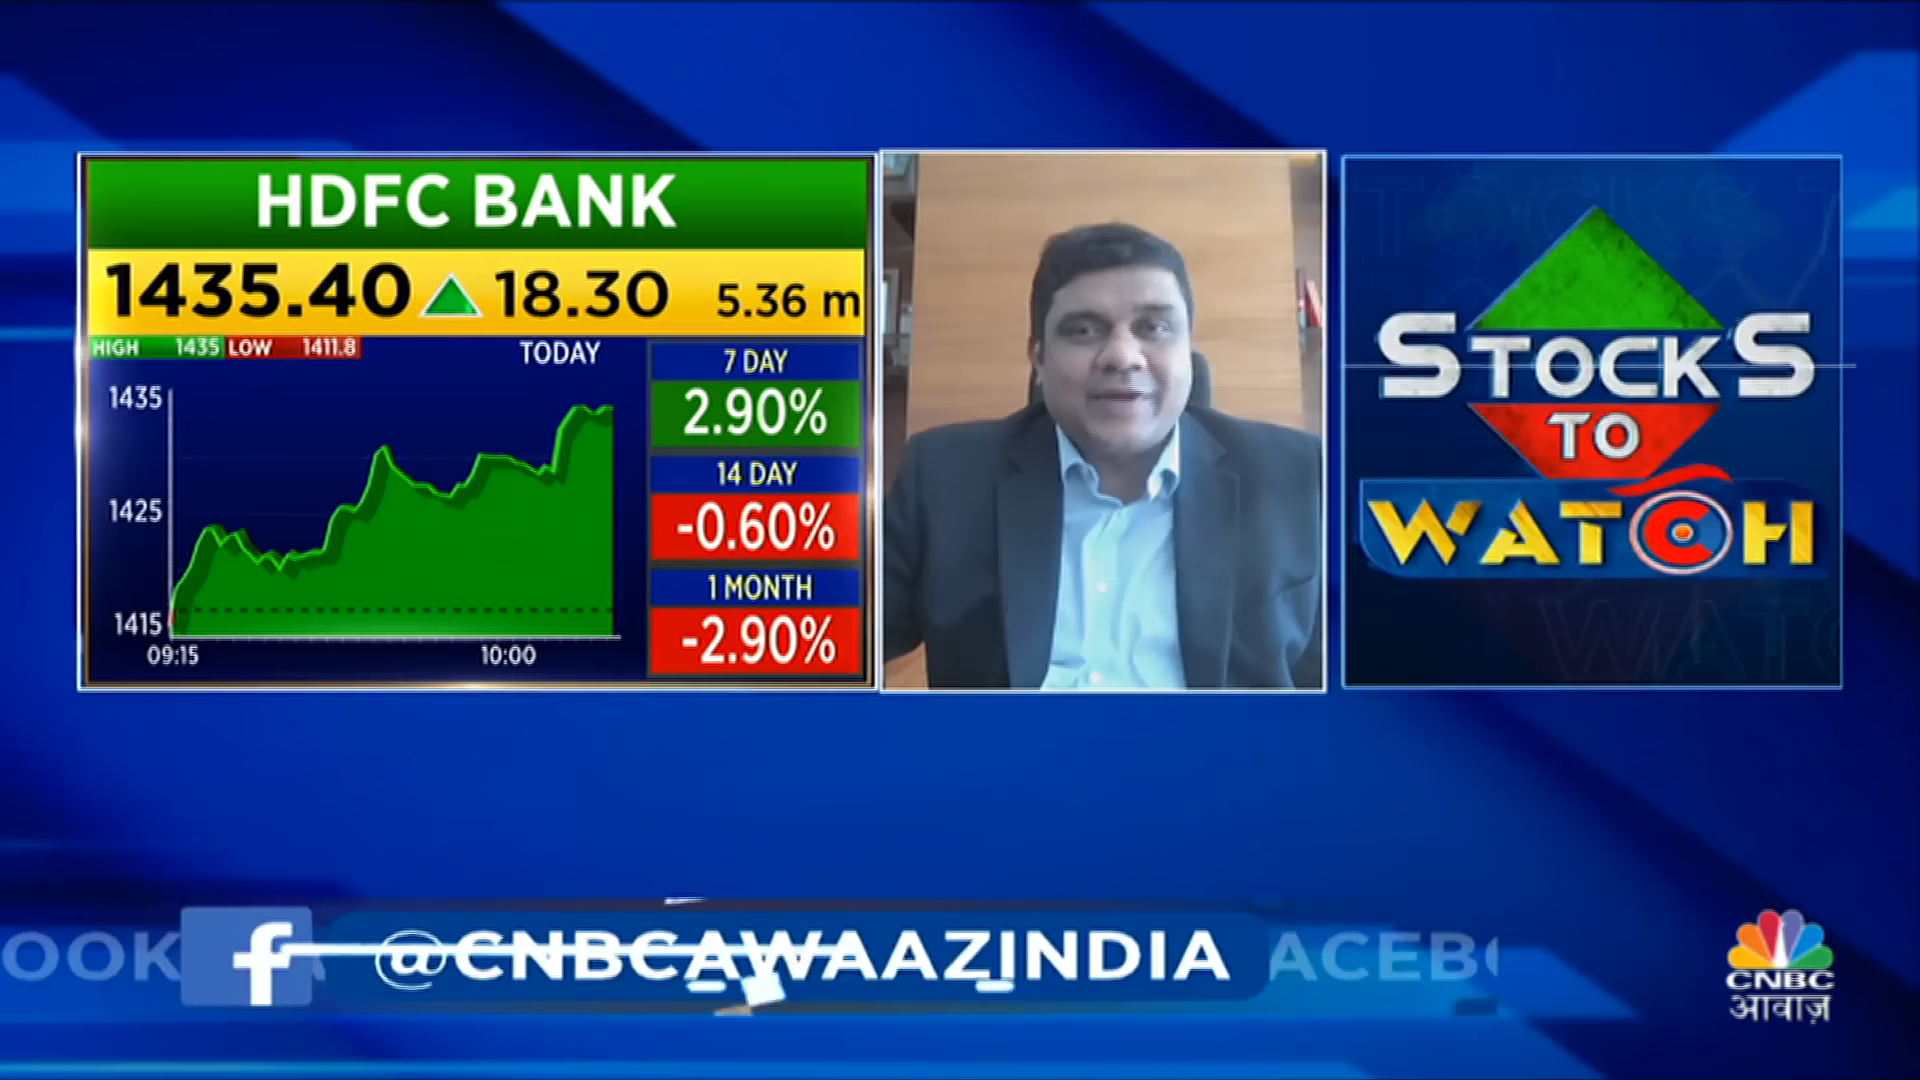 HDFC BANK
1435.40 18.30 5.36 m
HIGH 1435 LOW 1411.8
TODAY
1435
1425
1415
09:15 10:00
7 DAY
2.90%
14 DAY
-0.60%
1 MONTH
-2.90%
STOCKS
TO
WATCH
@CNBCAWAAZINDIA
CNBC
आवाज़